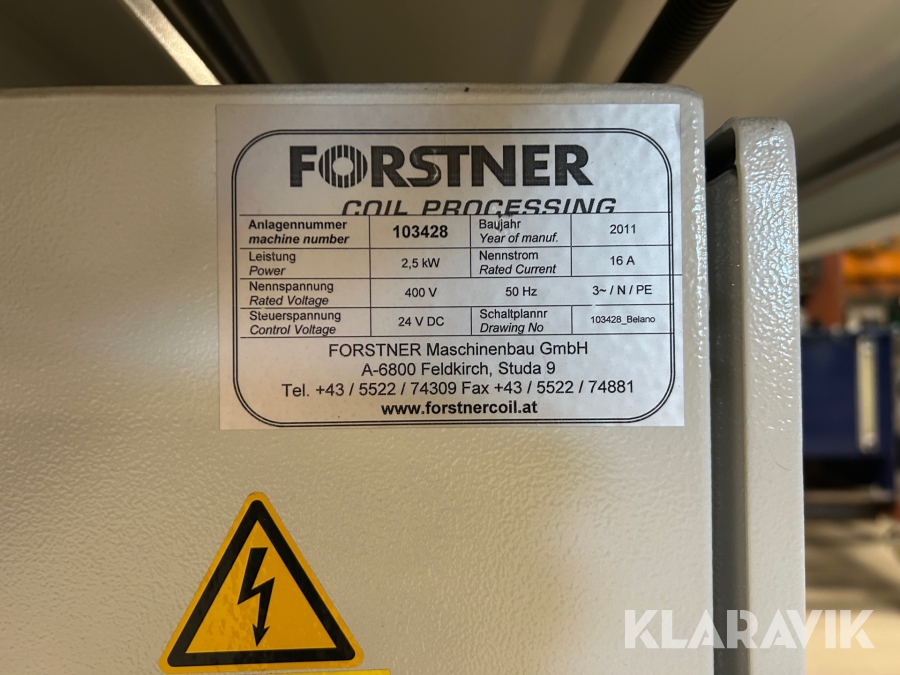 FORSTNER
COIL PROCESSING
Anlagennummer
machine number
103428
Baujahr
Year of manuf.
2011
Leistung
Power
2,5 kW
Nennstrom
Rated Current
16 A
Nennspannung
Rated Voltage
400 V
50 Hz
3~ / N / PE
Steuerspannung
Control Voltage
24 V DC
Schaltplannr
Drawing No
103428_Belano
FORSTNER Maschinenbau GmbH
A-6800 Feldkirch, Studa 9
Tel. +43 / 5522 / 74309 Fax +43 / 5522 / 74881
www.forstnercoil.at
KLARAVIK